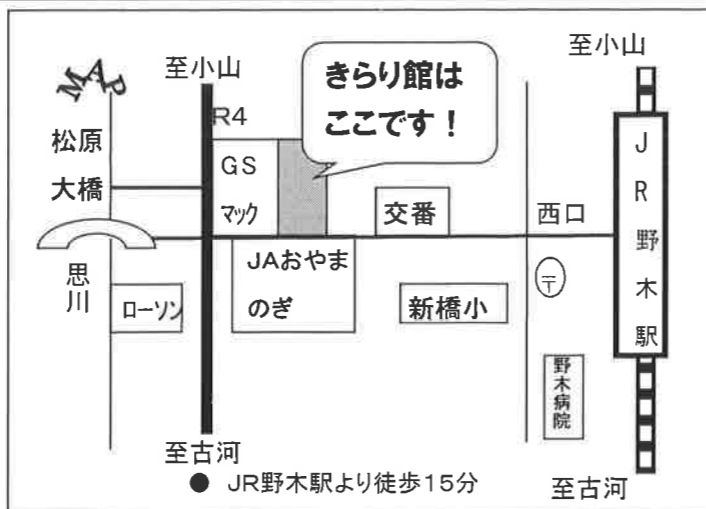 MAP
至小山
至小山
きらり館は
ここです！
R4
松原
大橋
GS
マック
交番
西口
JR野木駅
思川
ローソン
JAおやま
のぎ
新橋小
〒
野木病院
至古河
至古河
● JR野木駅より徒歩15分